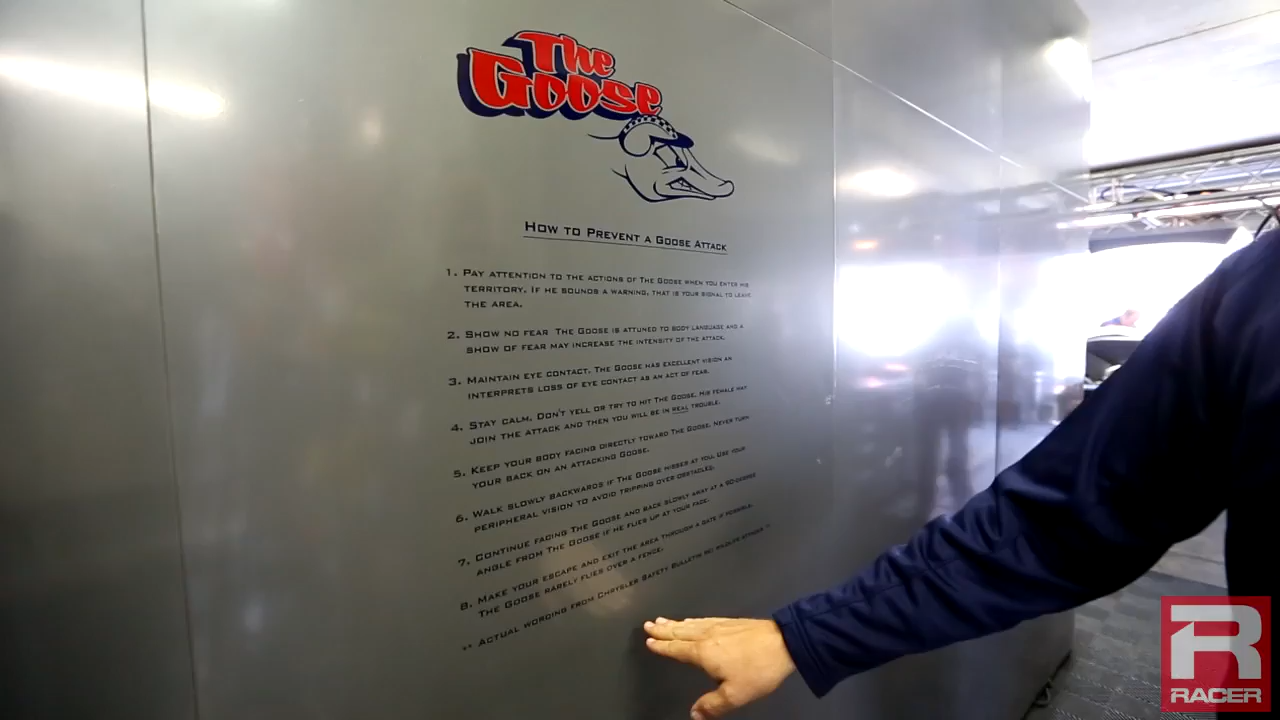 The
Goose
How to Prevent a Goose Attack
1. Pay attention to the actions of The Goose when you enter his
territory. If he sounds a warning, that is your signal to leave
the area.
2. Show no fear The Goose is attuned to body language and a
show of fear may increase the intensity of the attack.
3. Maintain eye contact. The Goose has excellent vision an
interprets loss of eye contact as an act of fear.
4. Stay calm. Don't yell or try to hit The Goose. His female may
join the attack and then you will be in real trouble.
5. Keep your body facing directly toward The Goose. Never turn
your back on an attacking Goose.
6. Walk slowly backwards if The Goose hisses at you. Use your
peripheral vision to avoid tripping over obstacles.
7. Continue facing The Goose and back slowly away at a 90-degree
angle from The Goose if he flies up at your face.
8. Make your escape and exit the area through a gate if possible.
The Goose rarely flies over a fence.
** Actual wording from Chrysler Safety Bulletin re: wildlife attacks **
R
RACER